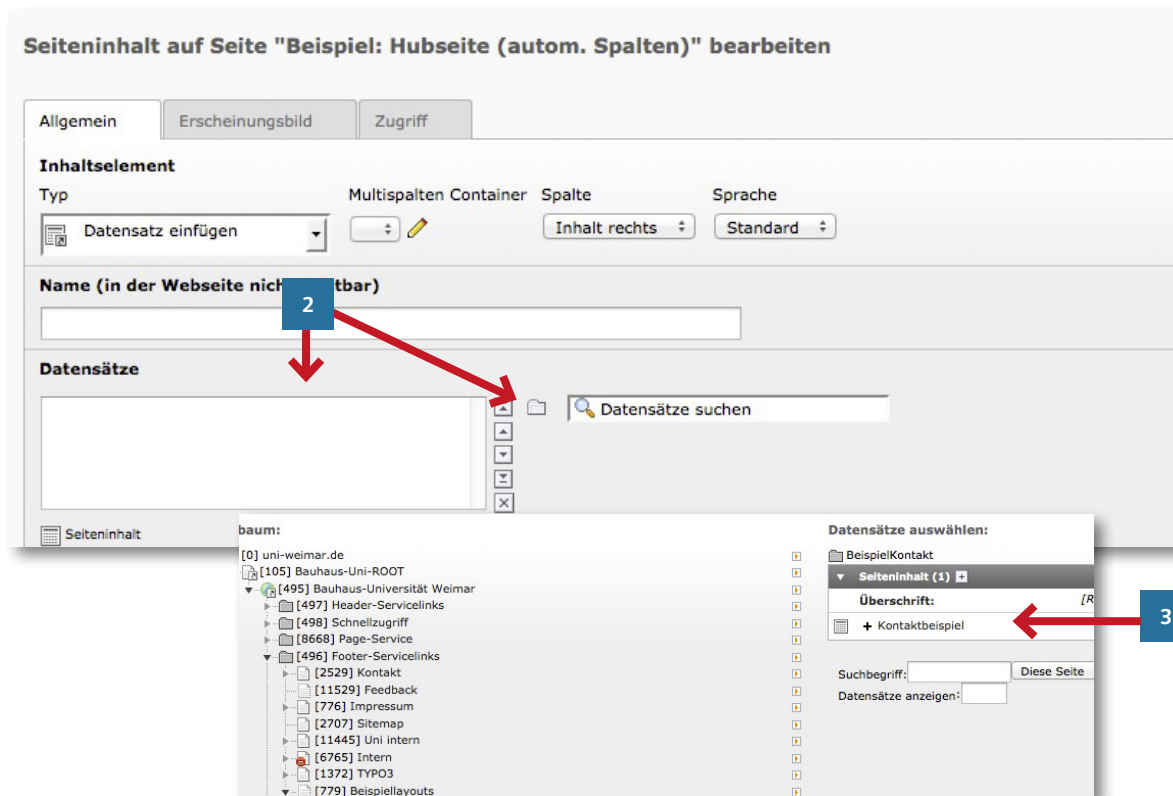 Seiteninhalt auf Seite "Beispiel: Hubseite (autom. Spalten)" bearbeiten
Allgemein Erscheinungsbild Zugriff
Inhaltselement
Typ Multispalten Container Spalte Sprache
Datensatz einfügen Inhalt rechts Standard
Name (in der Webseite nich tbar)
2
Datensätze
Datensätze suchen
Seiteninhalt
baum:
[0] uni-weimar.de
[105] Bauhaus-Uni-ROOT
[495] Bauhaus-Universität Weimar
[497] Header-Servicelinks
[498] Schnellzugriff
[8668] Page-Service
[496] Footer-Servicelinks
[2529] Kontakt
[11529] Feedback
[776] Impressum
[2707] Sitemap
[11445] Uni intern
[6765] Intern
[1372] TYPO3
[779] Beispiellayouts
Datensätze auswählen:
BeispielKontakt
Seiteninhalt (1) +
Überschrift: [R
+ Kontaktbeispiel
3
Suchbegriff: Diese Seite
Datensätze anzeigen: